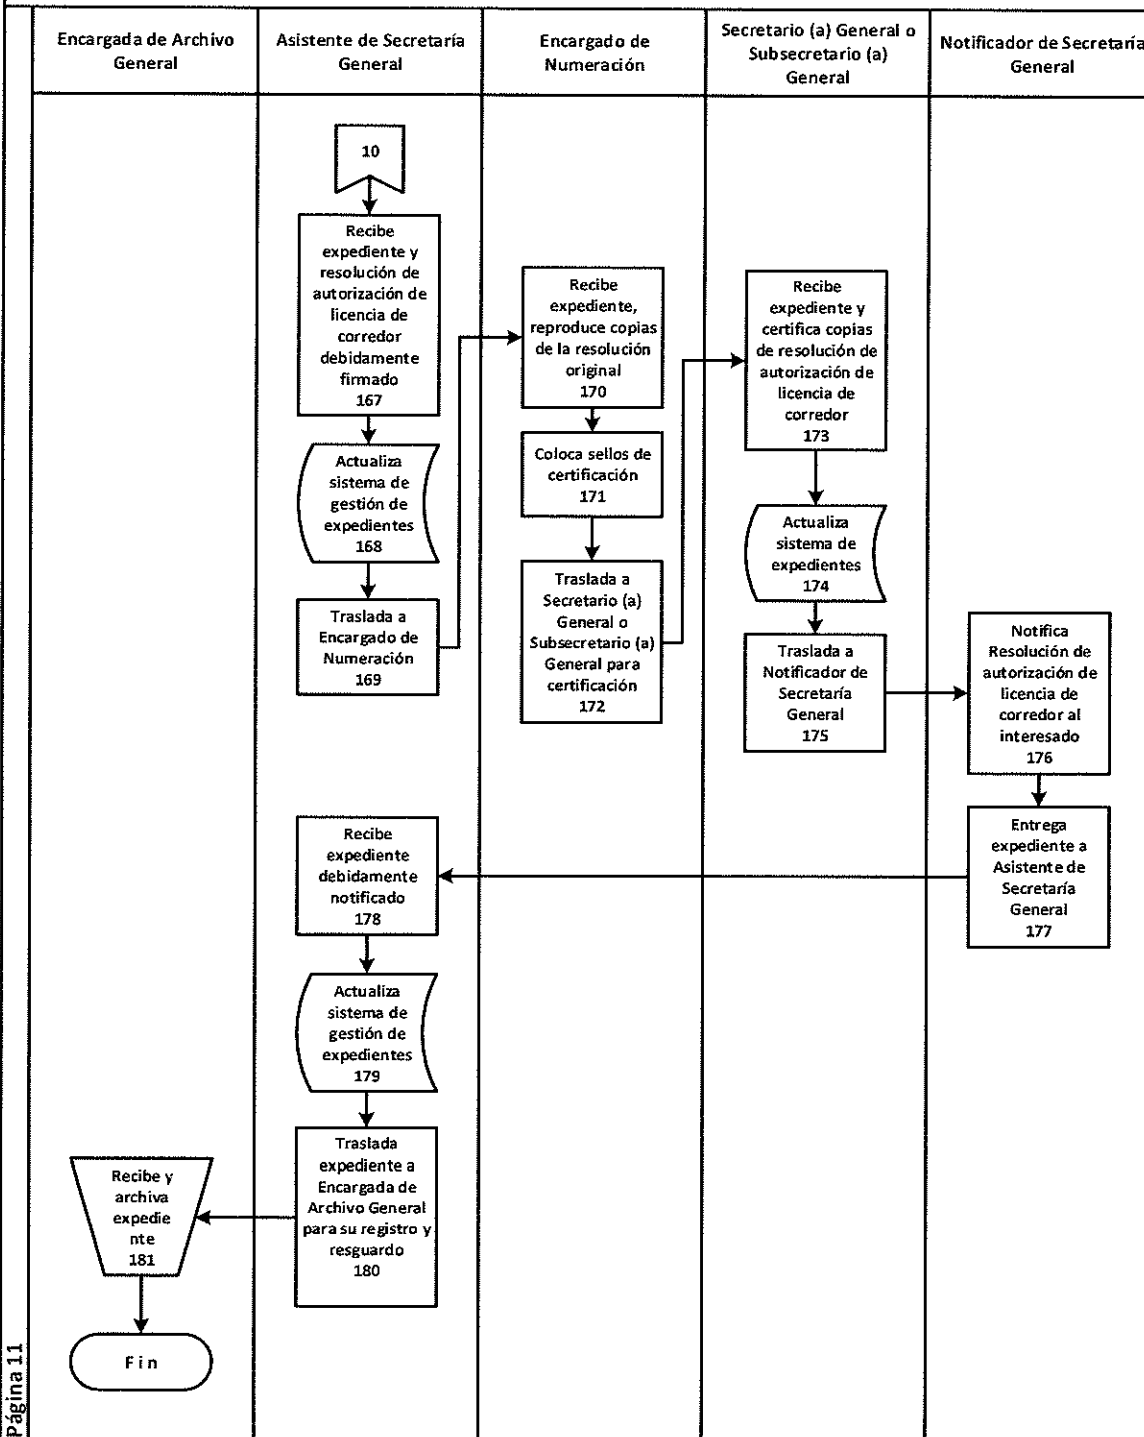 Encargada de Archivo
General
Asistente de Secretaría
General
Encargado de
Numeración
Secretario (a) General o
Subsecretario (a)
General
Notificador de Secretaría
General
10
Recibe
expediente y
resolución de
autorización de
licencia de
corredor
debidamente
firmado
167
Actualiza
sistema de
gestión de
expedientes
168
Traslada a
Encargado de
Numeración
169
Recibe
expediente,
reproduce copias
de la resolución
original
170
Coloca sellos de
certificación
171
Traslada a
Secretario (a)
General o
Subsecretario (a)
General para
certificación
172
Recibe
expediente y
certifica copias
de resolución de
autorización de
licencia de
corredor
173
Actualiza
sistema de
expedientes
174
Traslada a
Notificador de
Secretaría
General
175
Notifica
Resolución de
autorización de
licencia de
corredor al
interesado
176
Entrega
expediente a
Asistente de
Secretaría
General
177
Recibe
expediente
debidamente
notificado
178
Actualiza
sistema de
gestión de
expedientes
179
Traslada
expediente a
Encargada de
Archivo General
para su registro y
resguardo
180
Recibe y
archiva
expedie
nte
181
Fin
Página 11